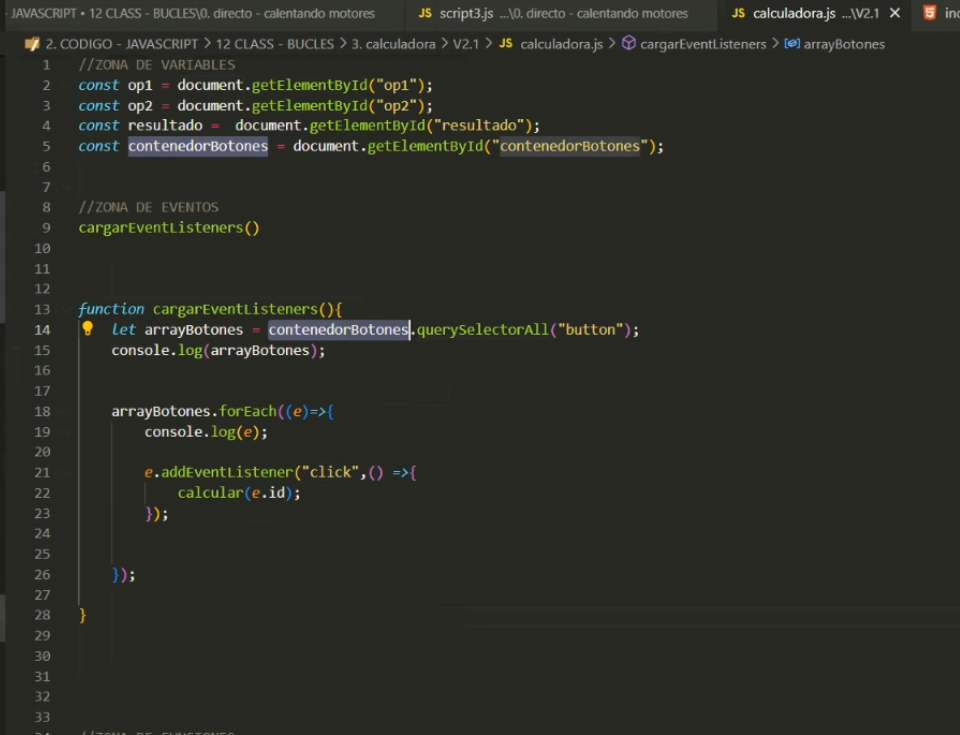 JAVASCRIPT • 12 CLASS - BUCLES\0. directo - calentando motores JS script3.js ...\0. directo - calentando motores JS calculadora.js ...\V2.1 ×
2. CODIGO - JAVASCRIPT > 12 CLASS - BUCLES > 3. calculadora > V2.1 > JS calculadora.js > cargarEventListeners > arrayBotones
1 //ZONA DE VARIABLES
2 const op1 = document.getElementById("op1");
3 const op2 = document.getElementById("op2");
4 const resultado =  document.getElementById("resultado");
5 const contenedorBotones = document.getElementById("contenedorBotones");
6
7
8 //ZONA DE EVENTOS
9 cargarEventListeners()
10
11
12
13 function cargarEventListeners(){
14 let arrayBotones = contenedorBotones.querySelectorAll("button");
15 console.log(arrayBotones);
16
17
18 arrayBotones.forEach((e)=>{
19 console.log(e);
20
21 e.addEventListener("click",() =>{
22 calcular(e.id);
23 });
24
25
26 });
27
28 }
29
30
31
32
33
34 //ZONA DE FUNCIONES